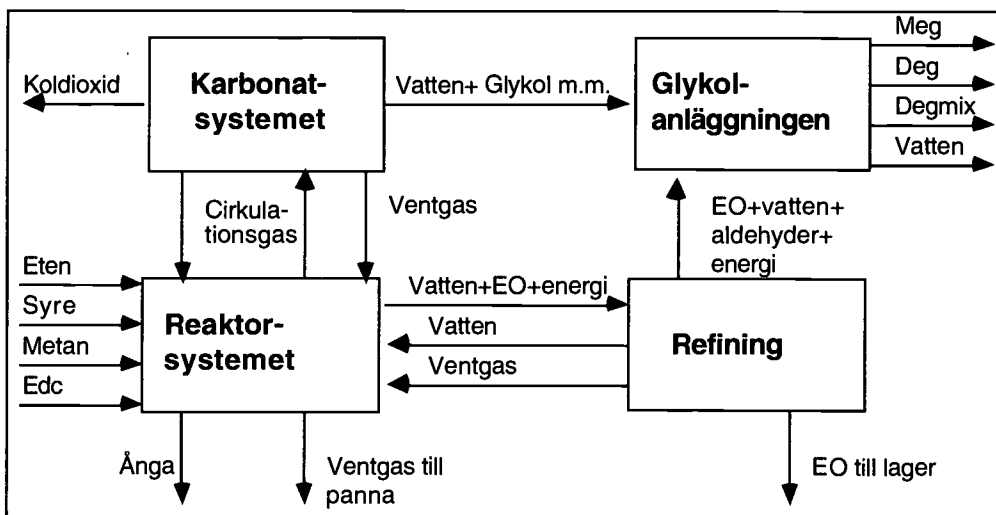 Meg
Koldioxid
Karbonat-
systemet
Vatten+ Glykol m.m.
Glykol-
anläggningen
Deg
Degmix
Vatten
Cirkula-
tionsgas
Ventgas
EO+vatten+
aldehyder+
energi
Eten
Syre
Metan
Edc
Reaktor-
systemet
Vatten+EO+energi
Vatten
Ventgas
Refining
Ånga
Ventgas till
panna
EO till lager